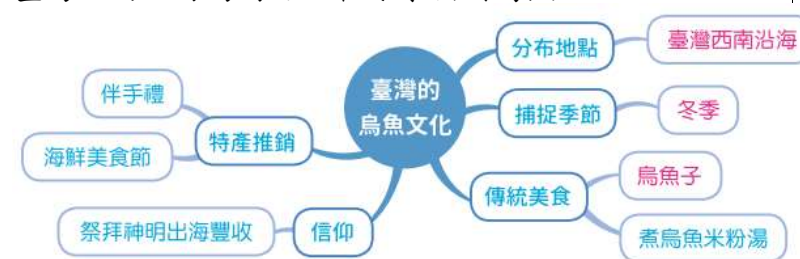 臺灣的
烏魚文化
分布地點
臺灣西南沿海
捕捉季節
冬季
傳統美食
烏魚子
煮烏魚米粉湯
信仰
祭拜神明出海豐收
特產推銷
伴手禮
海鮮美食節